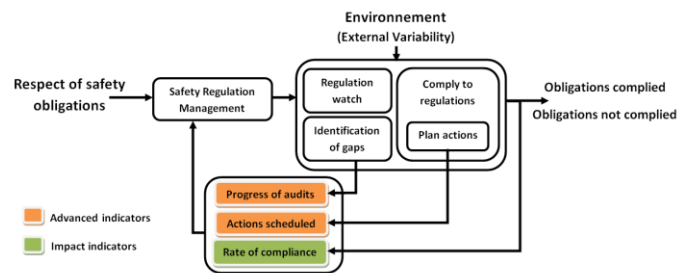 Environnement
(External Variability)
Respect of safety
obligations
Safety Regulation
Management
Regulation
watch
Identification
of gaps
Comply to
regulations
Plan actions
Obligations complied
Obligations not complied
Progress of audits
Actions scheduled
Rate of compliance
Advanced indicators
Impact indicators